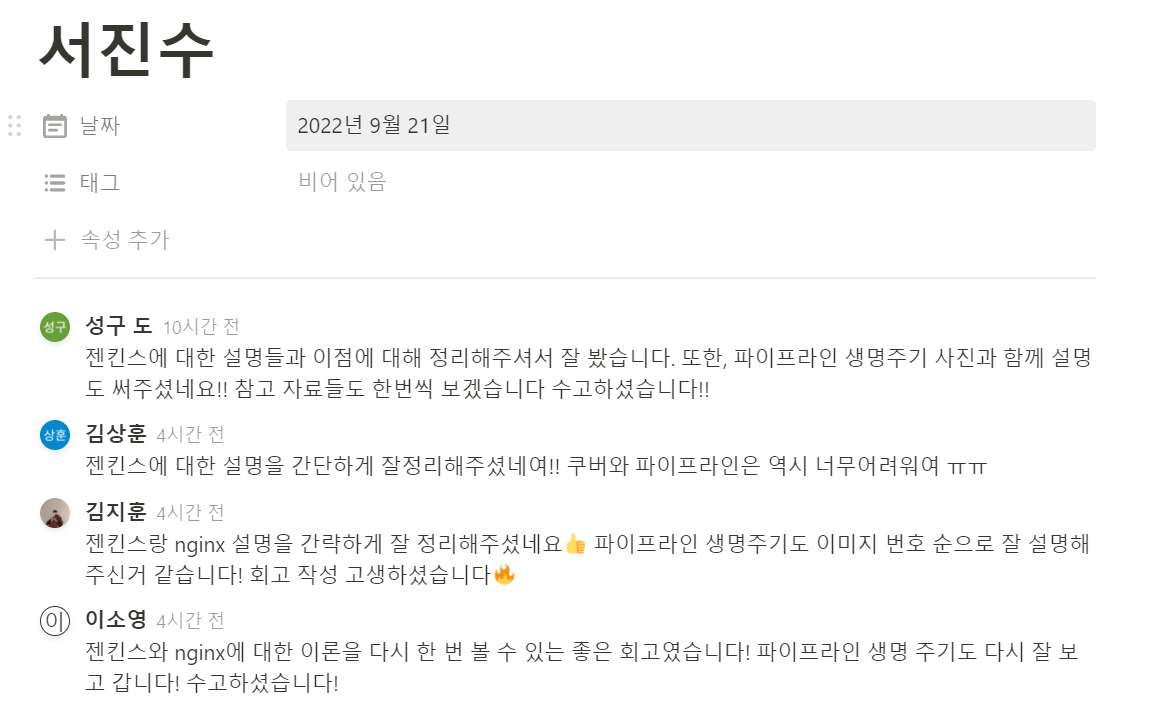 서진수
날짜 2022년 9월 21일
태그 비어 있음
속성 추가
성구 성구 도 10시간 전
젠킨스에 대한 설명들과 이점에 대해 정리해주셔서 잘 봤습니다. 또한, 파이프라인 생명주기 사진과 함께 설명
도 써주셨네요!! 참고 자료들도 한번씩 보겠습니다 수고하셨습니다!!
상훈 김상훈 4시간 전
젠킨스에 대한 설명을 간단하게 잘정리해주셨네여!! 쿠버와 파이프라인은 역시 너무어려워여 ㅠㅠ
김지훈 4시간 전
젠킨스랑 nginx 설명을 간략하게 잘 정리해주셨네요👍 파이프라인 생명주기도 이미지 번호 순으로 잘 설명해
주신거 같습니다! 회고 작성 고생하셨습니다🔥
이 이소영 4시간 전
젠킨스와 nginx에 대한 이론을 다시 한 번 볼 수 있는 좋은 회고였습니다! 파이프라인 생명 주기도 다시 잘 보
고 갑니다! 수고하셨습니다!